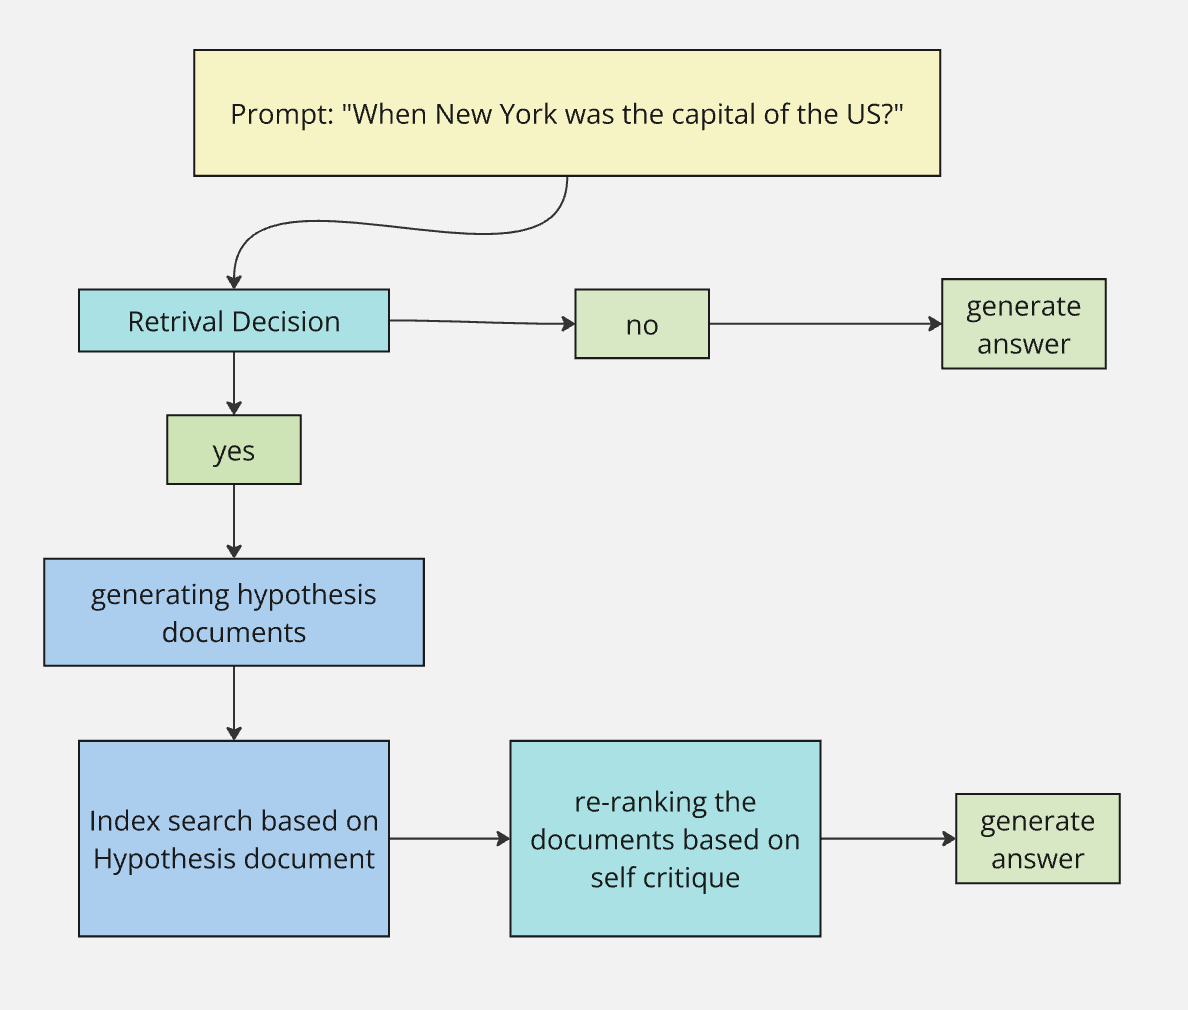 Prompt: "When New York was the capital of the US?"
Retrival Decision
no
generate
answer
yes
generating hypothesis
documents
Index search based on
Hypothesis document
re-ranking the
documents based on
self critique
generate
answer